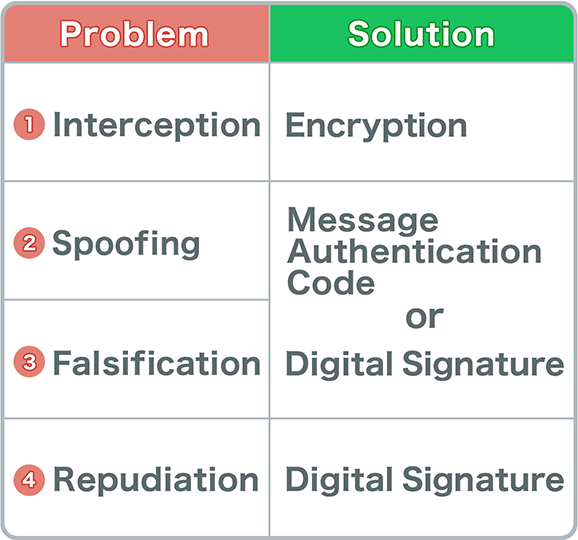 Problem Solution
1 Interception Encryption
2 Spoofing
Message
Authentication
Code
or
3 Falsification Digital Signature
4 Repudiation Digital Signature